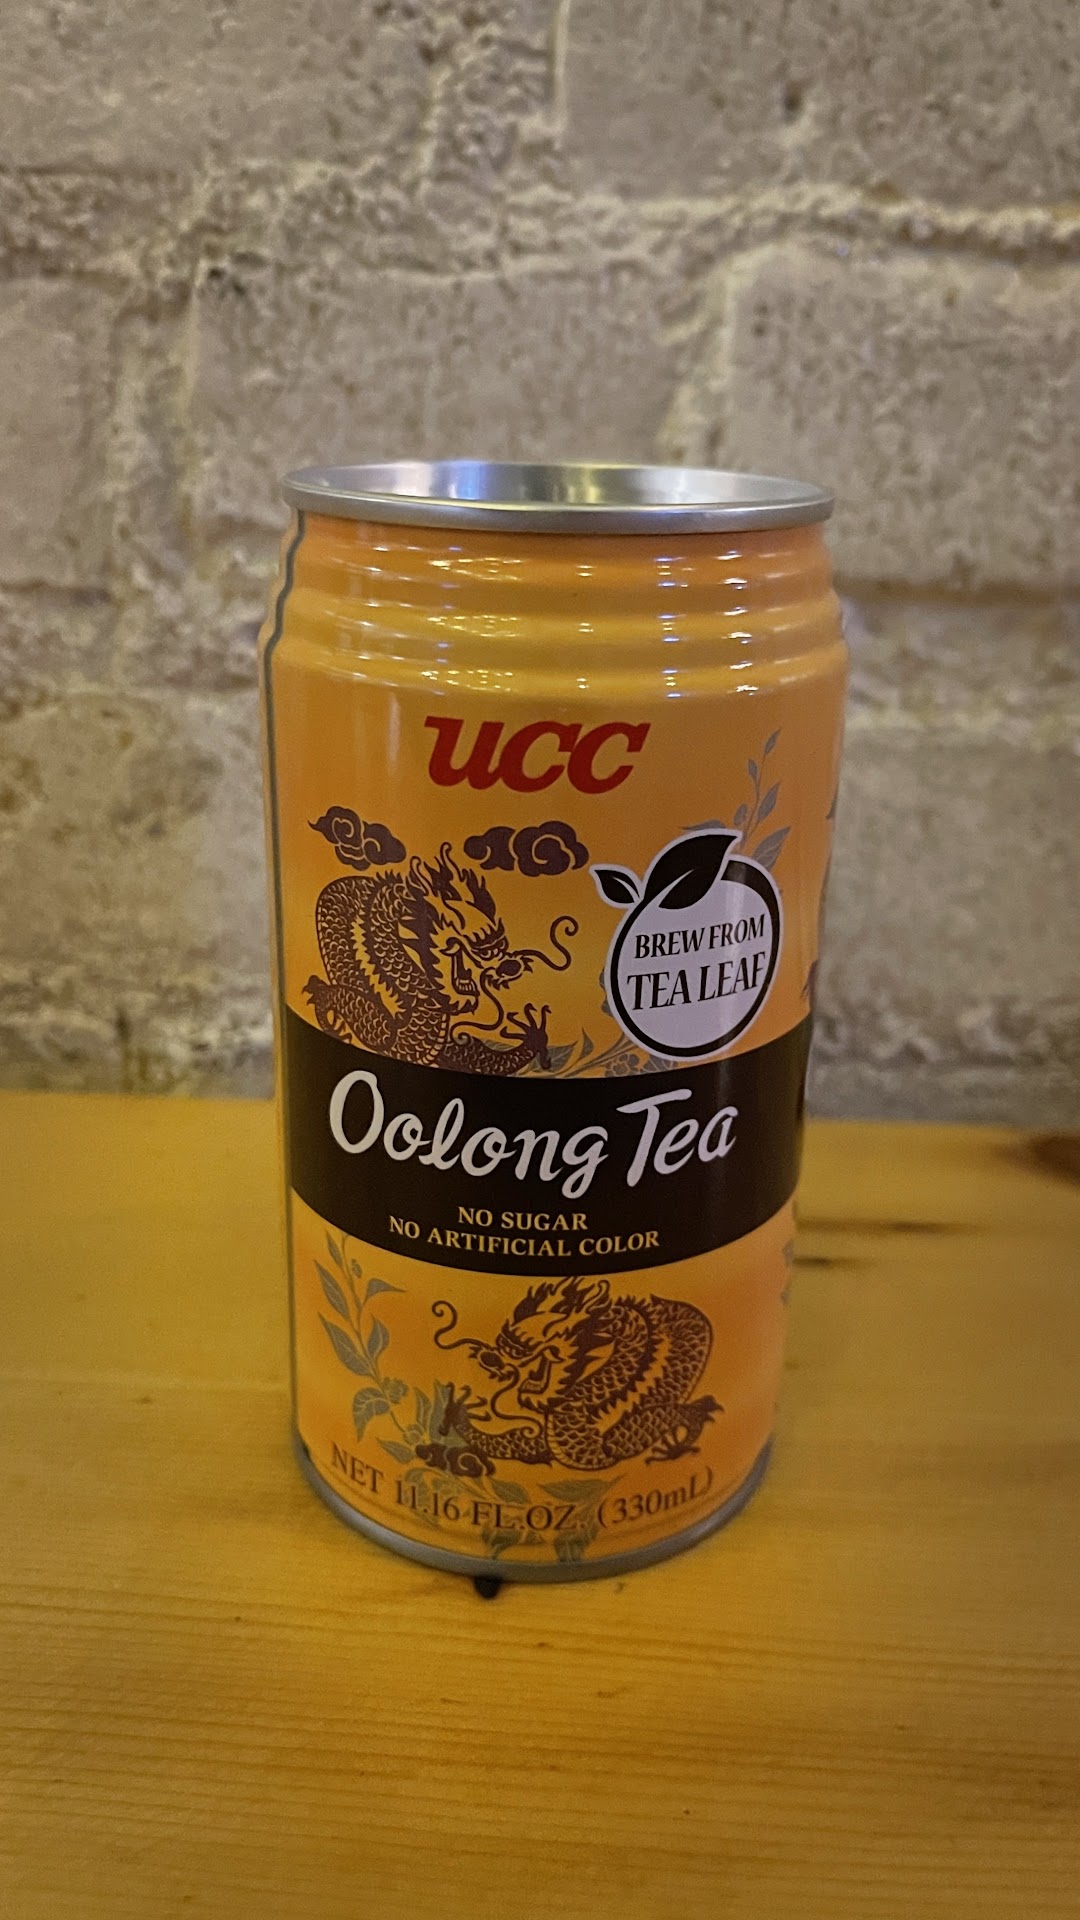 UCC
BREW FROM
TEA LEAF
Oolong Tea
NO SUGAR
NO ARTIFICIAL COLOR
NET 11.16 FL.OZ. (330mL)